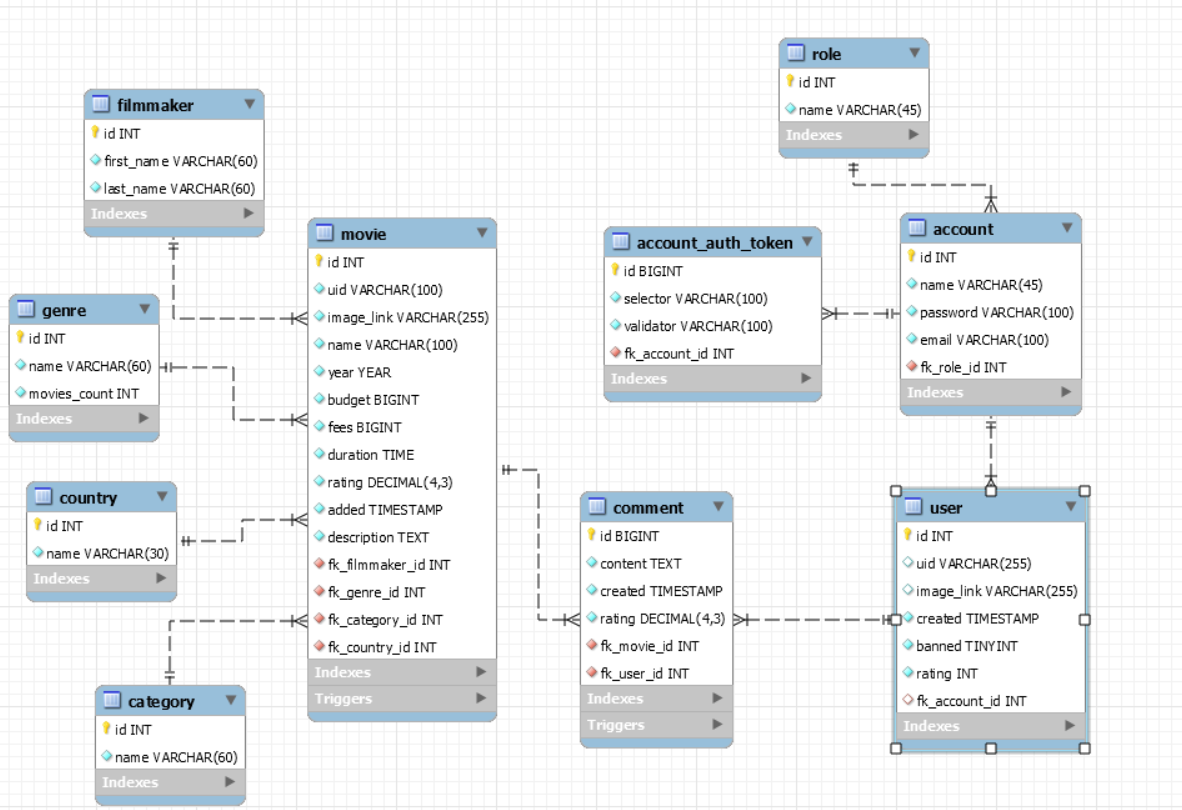 role
id INT
name VARCHAR(45)
Indexes
filmmaker
id INT
first_name VARCHAR(60)
last_name VARCHAR(60)
Indexes
movie
id INT
uid VARCHAR(100)
image_link VARCHAR(255)
name VARCHAR(100)
year YEAR
budget BIGINT
fees BIGINT
duration TIME
rating DECIMAL(4,3)
added TIMESTAMP
description TEXT
fk_filmmaker_id INT
fk_genre_id INT
fk_category_id INT
fk_country_id INT
Indexes
Triggers
account_auth_token
id BIGINT
selector VARCHAR(100)
validator VARCHAR(100)
fk_account_id INT
Indexes
account
id INT
name VARCHAR(45)
password VARCHAR(100)
email VARCHAR(100)
fk_role_id INT
Indexes
genre
id INT
name VARCHAR(60)
movies_count INT
Indexes
country
id INT
name VARCHAR(30)
Indexes
comment
id BIGINT
content TEXT
created TIMESTAMP
rating DECIMAL(4,3)
fk_movie_id INT
fk_user_id INT
Indexes
Triggers
user
id INT
uid VARCHAR(255)
image_link VARCHAR(255)
created TIMESTAMP
banned TINYINT
rating INT
fk_account_id INT
Indexes
category
id INT
name VARCHAR(60)
Indexes